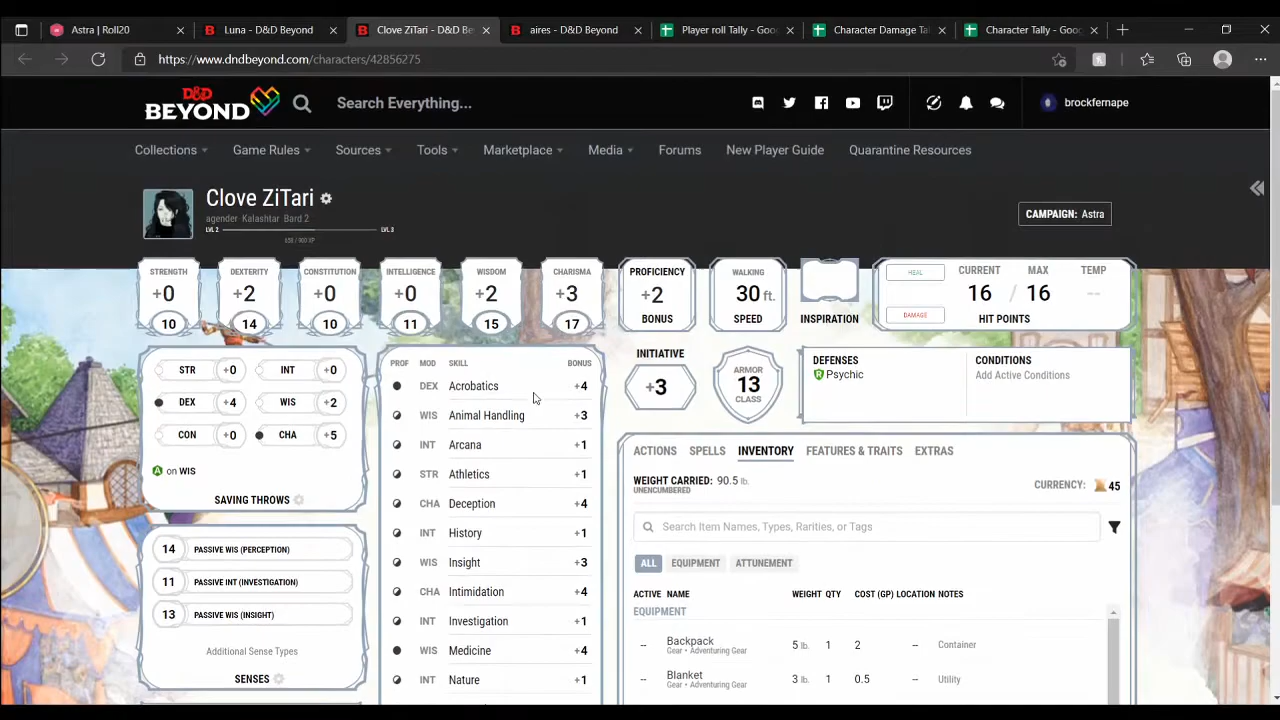 Astra | Roll20
Luna - D&D Beyond
Clove ZiTari - D&D Be
aires - D&D Beyond
Player roll Tally - Goog
Character Damage Ta
Character Tally - Goog
https://www.dndbeyond.com/characters/42856275
D&D BEYOND
Search Everything...
brockfernape
Collections
Game Rules
Sources
Tools
Marketplace
Media
Forums
New Player Guide
Quarantine Resources
Clove ZiTari
agender Kalashtar Bard 2
LVL 2
LVL 3
CAMPAIGN: Astra
STRENGTH
+0
10
DEXTERITY
+2
14
CONSTITUTION
+0
10
INTELLIGENCE
+0
11
WISDOM
+2
15
CHARISMA
+3
17
PROFICIENCY
+2
BONUS
WALKING
30 ft.
SPEED
INSPIRATION
HEAL
DAMAGE
CURRENT
16
/
MAX
16
TEMP
--
HIT POINTS
STR +0
INT +0
DEX +4
WIS +2
CON +0
CHA +5
A on WIS
SAVING THROWS
14 PASSIVE WIS (PERCEPTION)
11 PASSIVE INT (INVESTIGATION)
13 PASSIVE WIS (INSIGHT)
Additional Sense Types
SENSES
PROF MOD SKILL BONUS
DEX Acrobatics +4
WIS Animal Handling +3
INT Arcana +1
STR Athletics +1
CHA Deception +4
INT History +1
WIS Insight +3
CHA Intimidation +4
INT Investigation +1
WIS Medicine +4
INT Nature +1
INITIATIVE
+3
ARMOR
13
CLASS
DEFENSES
R Psychic
CONDITIONS
Add Active Conditions
ACTIONS SPELLS INVENTORY FEATURES & TRAITS EXTRAS
WEIGHT CARRIED: 90.5 lb.
UNENCUMBERED
CURRENCY: 45
Search Item Names, Types, Rarities, or Tags
ALL EQUIPMENT ATTUNEMENT
ACTIVE NAME WEIGHT QTY COST (GP) LOCATION NOTES
EQUIPMENT
-- Backpack 5 lb. 1 2 -- Container
Gear • Adventuring Gear
-- Blanket 3 lb. 1 0.5 -- Utility
Gear • Adventuring Gear